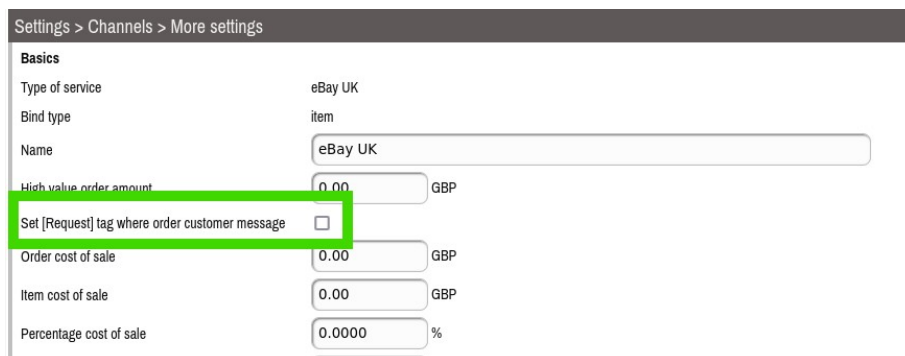 Settings > Channels > More settings
Basics
Type of service eBay UK
Bind type item
Name eBay UK
High value order amount 0.00 GBP
Set [Request] tag where order customer message
Order cost of sale 0.00 GBP
Item cost of sale 0.00 GBP
Percentage cost of sale 0.0000 %